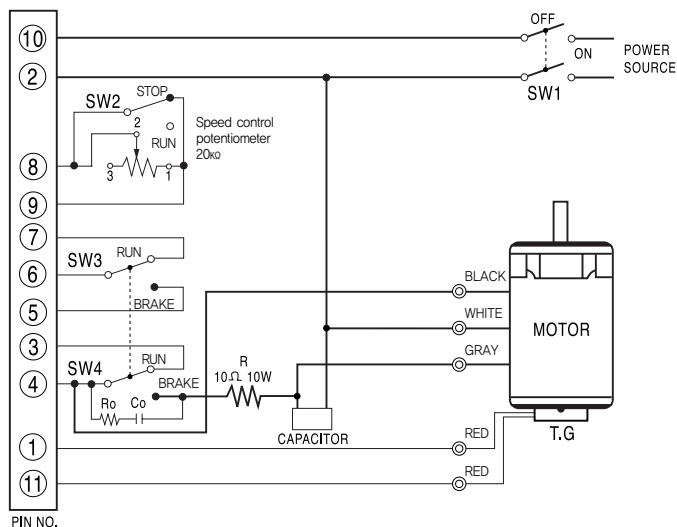 OFF
10
ON
POWER
SOURCE
2
STOP
SW1
SW2
2
RUN
Speed control
potentiometer
20KΩ
8
3
1
9
7
RUN
SW3
6
BLACK
BRAKE
5
WHITE
MOTOR
3
GRAY
RUN
SW4
R
4
BRAKE
10Ω 10W
Ro
Co
CAPACITOR
RED
T.G
1
RED
11
PIN NO.